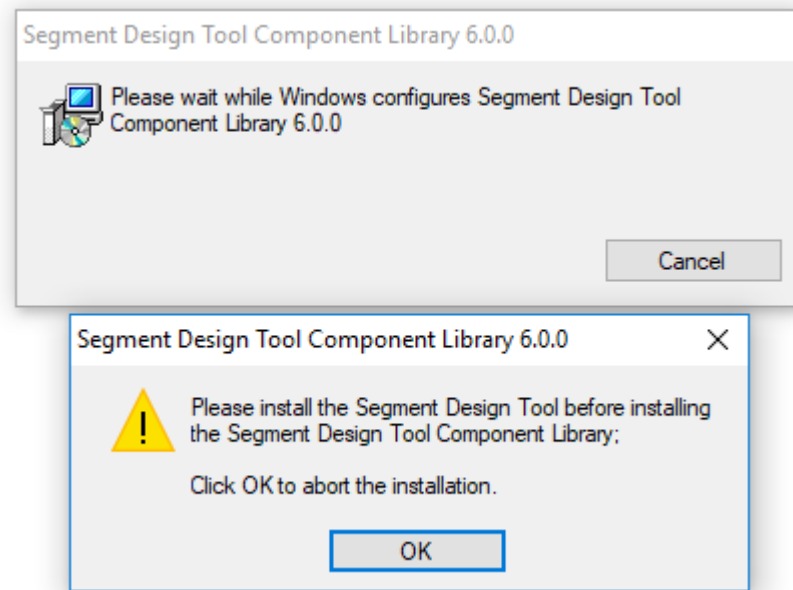 Segment Design Tool Component Library 6.0.0
Please wait while Windows configures Segment Design Tool
Component Library 6.0.0
Cancel
Segment Design Tool Component Library 6.0.0
Please install the Segment Design Tool before installing
the Segment Design Tool Component Library;
Click OK to abort the installation.
OK